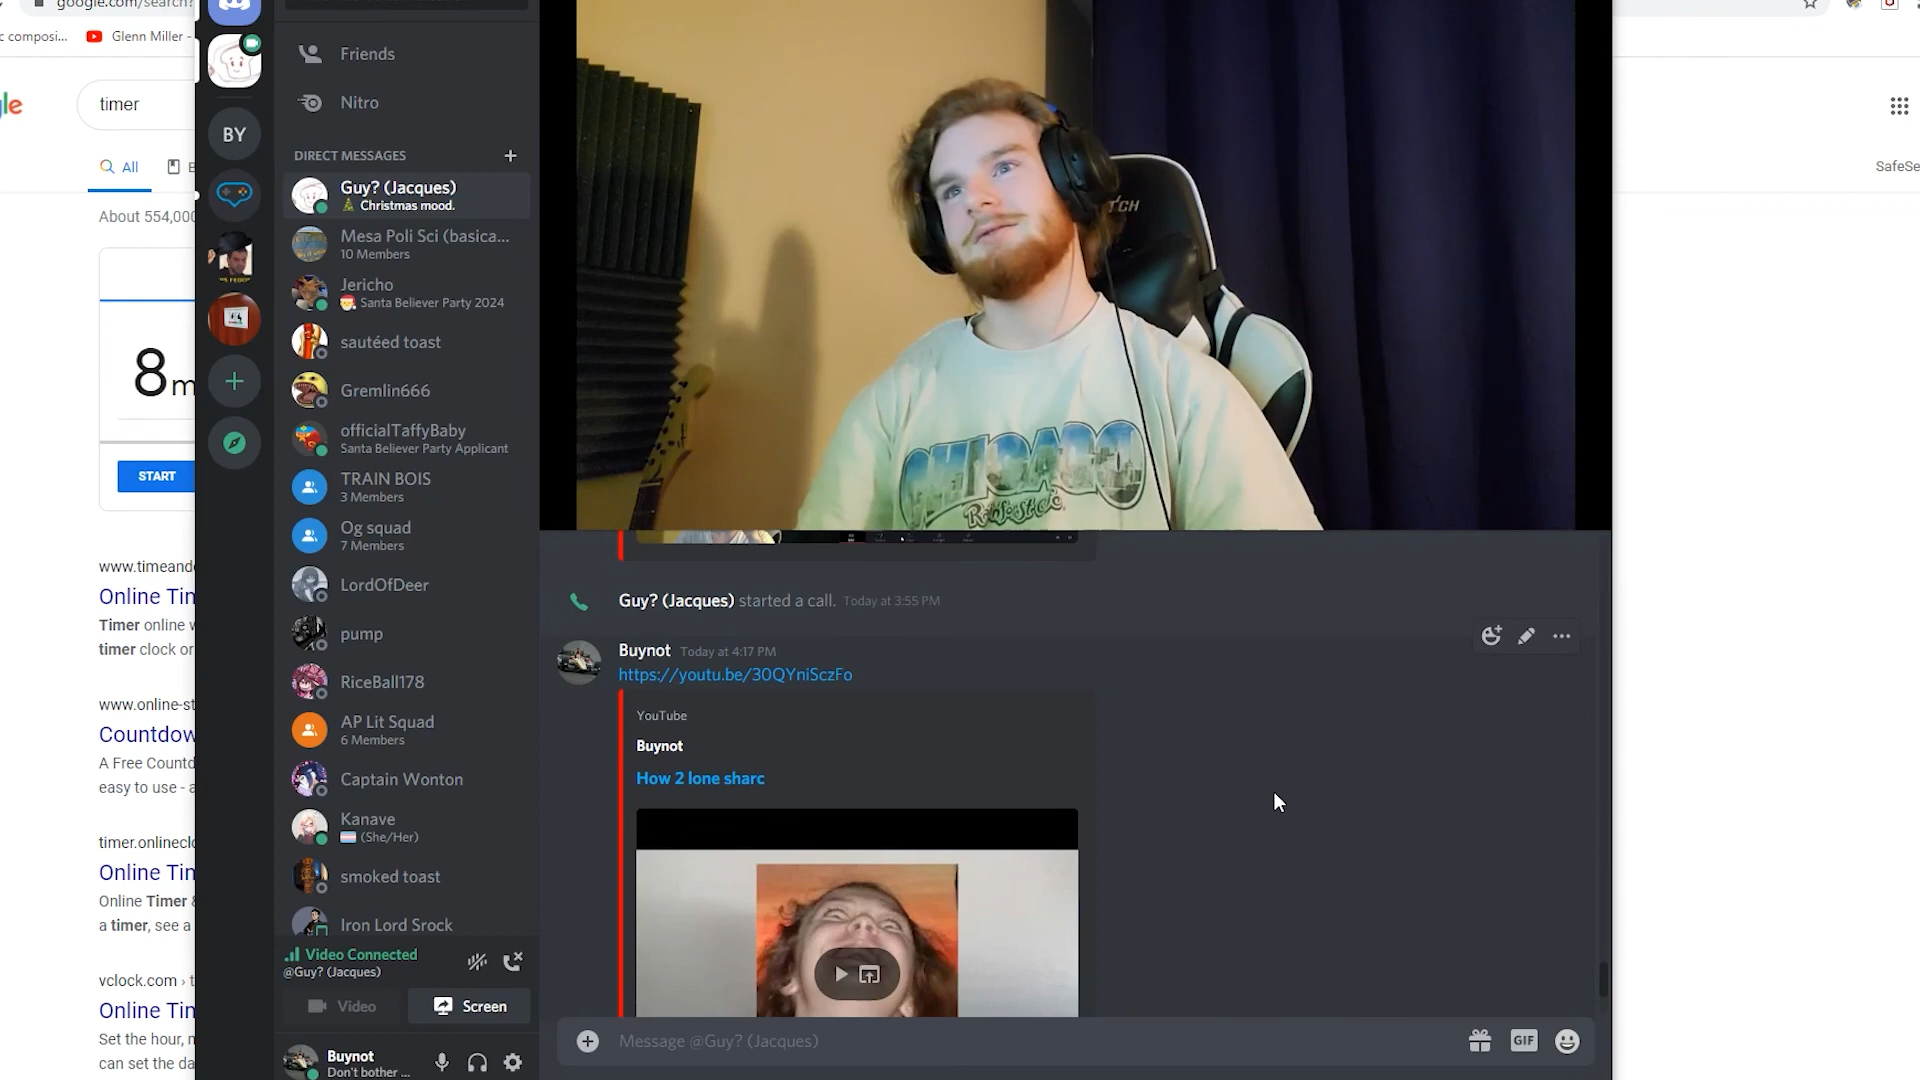 google.com/search?
c composi...
Glenn Miller -
le
timer
All
SafeSe
About 554,000
8m
START
www.timeand
Online Tin
Timer online w
timer clock or
www.online-st
Countdow
A Free Countd
easy to use - a
timer.onlineclo
Online Tin
Online Timer &
a timer, see a
vclock.com › t
Online Tin
Set the hour, m
can set the da
BY
Friends
Nitro
DIRECT MESSAGES
Guy? (Jacques)
Christmas mood.
Mesa Poli Sci (basica...
10 Members
Jericho
Santa Believer Party 2024
sautéed toast
Gremlin666
officialTaffyBaby
Santa Believer Party Applicant
TRAIN BOIS
3 Members
Og squad
7 Members
LordOfDeer
pump
RiceBall178
AP Lit Squad
6 Members
Captain Wonton
Kanave
(She/Her)
smoked toast
Iron Lord Srock
Video Connected
@Guy? (Jacques)
Video
Screen
Buynot
Don't bother ...
TCH
CHICAGO
Guy? (Jacques) started a call. Today at 3:55 PM
Buynot Today at 4:17 PM
https://youtu.be/30QYniSczFo
YouTube
Buynot
How 2 lone sharc
Message @Guy? (Jacques)
GIF